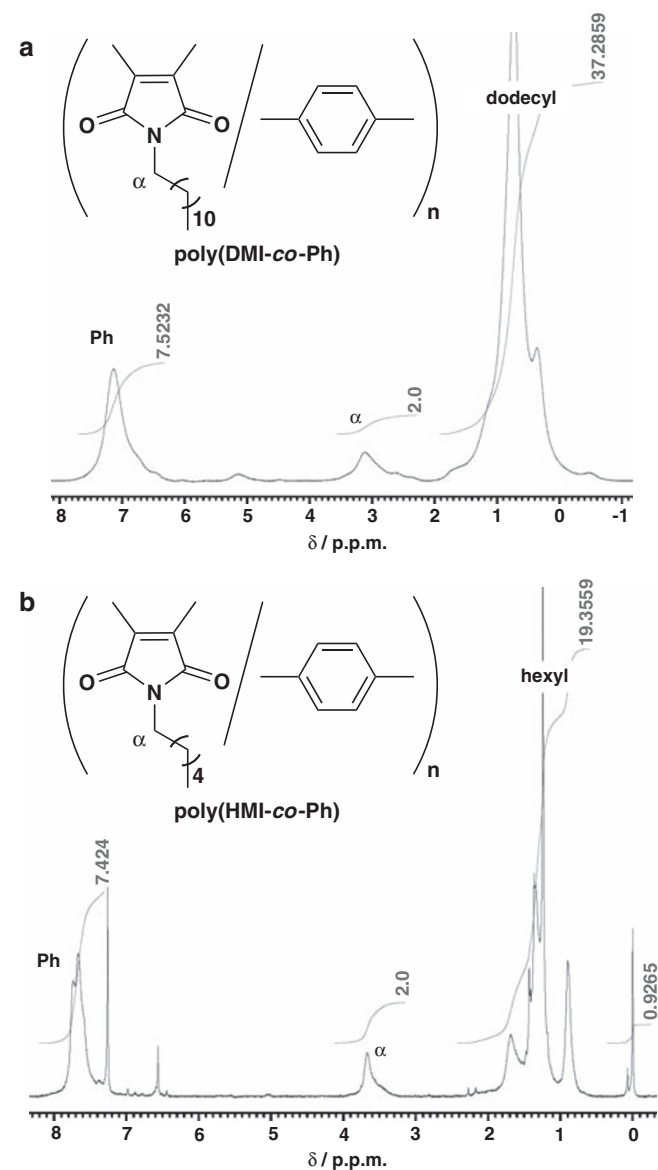 a
O
N
O
α
10
n
poly(DMI-co-Ph)
Ph
7.5232
α
2.0
dodecyl
37.2859
8 7 6 5 4 3 2 1 0 -1
δ / p.p.m.
b
O
N
O
α
4
n
poly(HMI-co-Ph)
Ph
7.424
2.0
α
hexyl
19.3559
0.9265
8 7 6 5 4 3 2 1 0
δ / p.p.m.